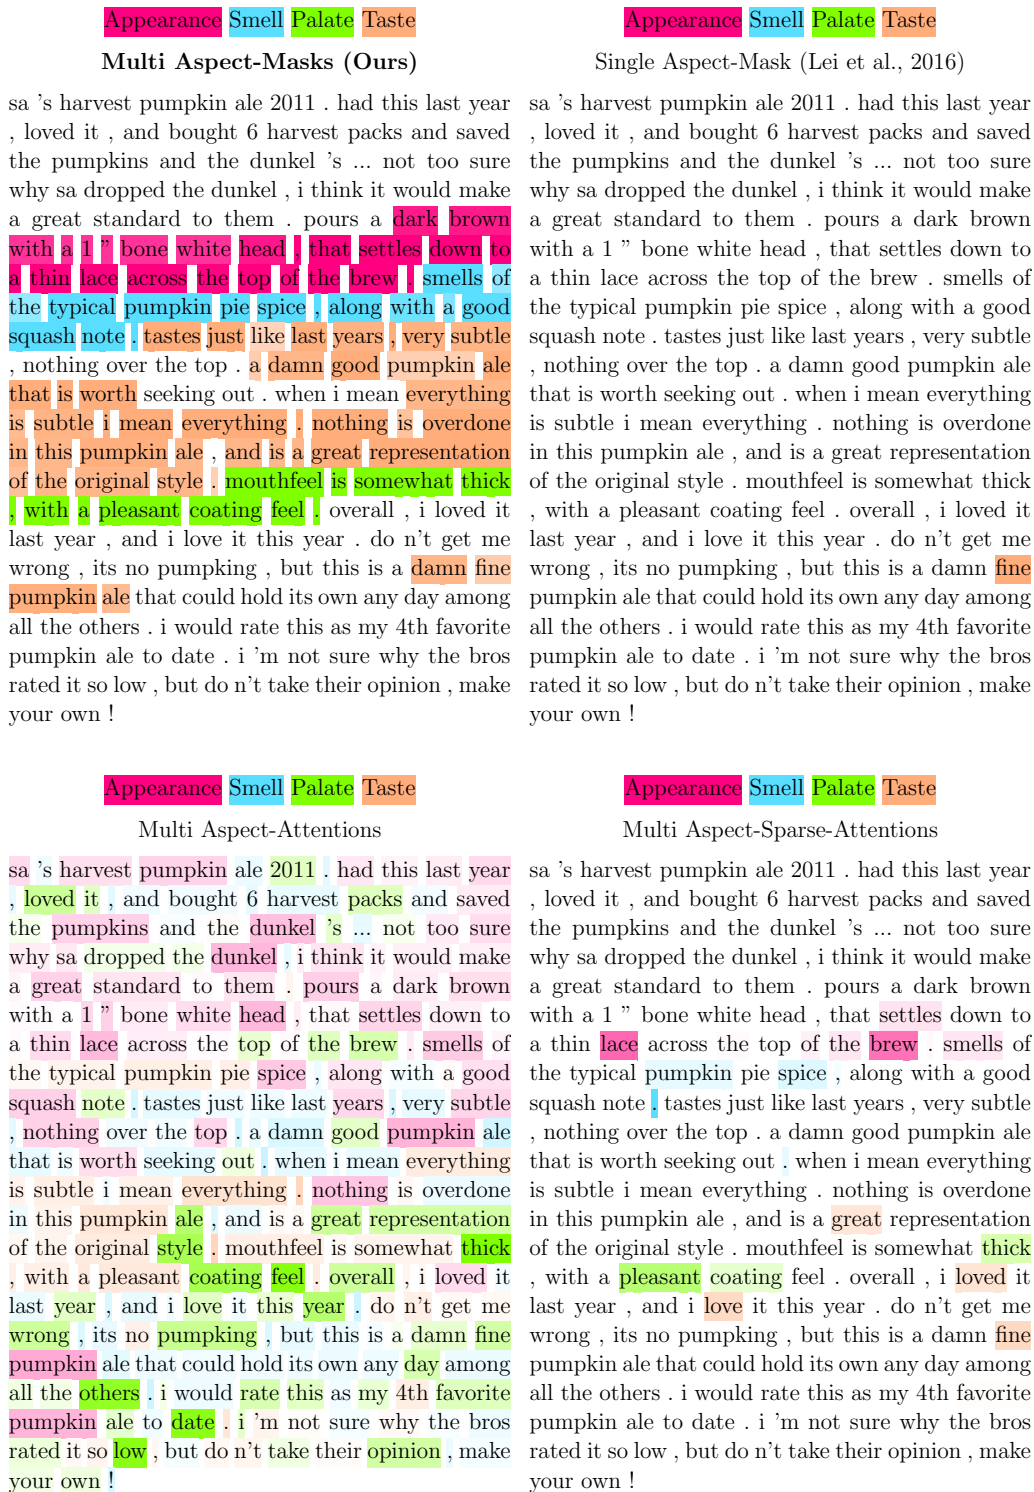 Appearance Smell Palate Taste
Multi Aspect-Masks (Ours)
sa 's harvest pumpkin ale 2011 . had this last year
, loved it , and bought 6 harvest packs and saved
the pumpkins and the dunkel 's ... not too sure
why sa dropped the dunkel , i think it would make
a great standard to them . pours a dark brown
with a 1 ” bone white head , that settles down to
a thin lace across the top of the brew . smells of
the typical pumpkin pie spice , along with a good
squash note . tastes just like last years , very subtle
, nothing over the top . a damn good pumpkin ale
that is worth seeking out . when i mean everything
is subtle i mean everything . nothing is overdone
in this pumpkin ale , and is a great representation
of the original style . mouthfeel is somewhat thick
, with a pleasant coating feel . overall , i loved it
last year , and i love it this year . do n't get me
wrong , its no pumpking , but this is a damn fine
pumpkin ale that could hold its own any day among
all the others . i would rate this as my 4th favorite
pumpkin ale to date . i 'm not sure why the bros
rated it so low , but do n't take their opinion , make
your own !
Appearance Smell Palate Taste
Single Aspect-Mask (Lei et al., 2016)
sa 's harvest pumpkin ale 2011 . had this last year
, loved it , and bought 6 harvest packs and saved
the pumpkins and the dunkel 's ... not too sure
why sa dropped the dunkel , i think it would make
a great standard to them . pours a dark brown
with a 1 ” bone white head , that settles down to
a thin lace across the top of the brew . smells of
the typical pumpkin pie spice , along with a good
squash note . tastes just like last years , very subtle
, nothing over the top . a damn good pumpkin ale
that is worth seeking out . when i mean everything
is subtle i mean everything . nothing is overdone
in this pumpkin ale , and is a great representation
of the original style . mouthfeel is somewhat thick
, with a pleasant coating feel . overall , i loved it
last year , and i love it this year . do n't get me
wrong , its no pumpking , but this is a damn fine
pumpkin ale that could hold its own any day among
all the others . i would rate this as my 4th favorite
pumpkin ale to date . i 'm not sure why the bros
rated it so low , but do n't take their opinion , make
your own !
Appearance Smell Palate Taste
Multi Aspect-Attentions
sa 's harvest pumpkin ale 2011 . had this last year
, loved it , and bought 6 harvest packs and saved
the pumpkins and the dunkel 's ... not too sure
why sa dropped the dunkel , i think it would make
a great standard to them . pours a dark brown
with a 1 ” bone white head , that settles down to
a thin lace across the top of the brew . smells of
the typical pumpkin pie spice , along with a good
squash note . tastes just like last years , very subtle
, nothing over the top . a damn good pumpkin ale
that is worth seeking out . when i mean everything
is subtle i mean everything . nothing is overdone
in this pumpkin ale , and is a great representation
of the original style . mouthfeel is somewhat thick
, with a pleasant coating feel . overall , i loved it
last year , and i love it this year . do n't get me
wrong , its no pumpking , but this is a damn fine
pumpkin ale that could hold its own any day among
all the others . i would rate this as my 4th favorite
pumpkin ale to date . i 'm not sure why the bros
rated it so low , but do n't take their opinion , make
your own !
Appearance Smell Palate Taste
Multi Aspect-Sparse-Attentions
sa 's harvest pumpkin ale 2011 . had this last year
, loved it , and bought 6 harvest packs and saved
the pumpkins and the dunkel 's ... not too sure
why sa dropped the dunkel , i think it would make
a great standard to them . pours a dark brown
with a 1 ” bone white head , that settles down to
a thin lace across the top of the brew . smells of
the typical pumpkin pie spice , along with a good
squash note . tastes just like last years , very subtle
, nothing over the top . a damn good pumpkin ale
that is worth seeking out . when i mean everything
is subtle i mean everything . nothing is overdone
in this pumpkin ale , and is a great representation
of the original style . mouthfeel is somewhat thick
, with a pleasant coating feel . overall , i loved it
last year , and i love it this year . do n't get me
wrong , its no pumpking , but this is a damn fine
pumpkin ale that could hold its own any day among
all the others . i would rate this as my 4th favorite
pumpkin ale to date . i 'm not sure why the bros
rated it so low , but do n't take their opinion , make
your own !